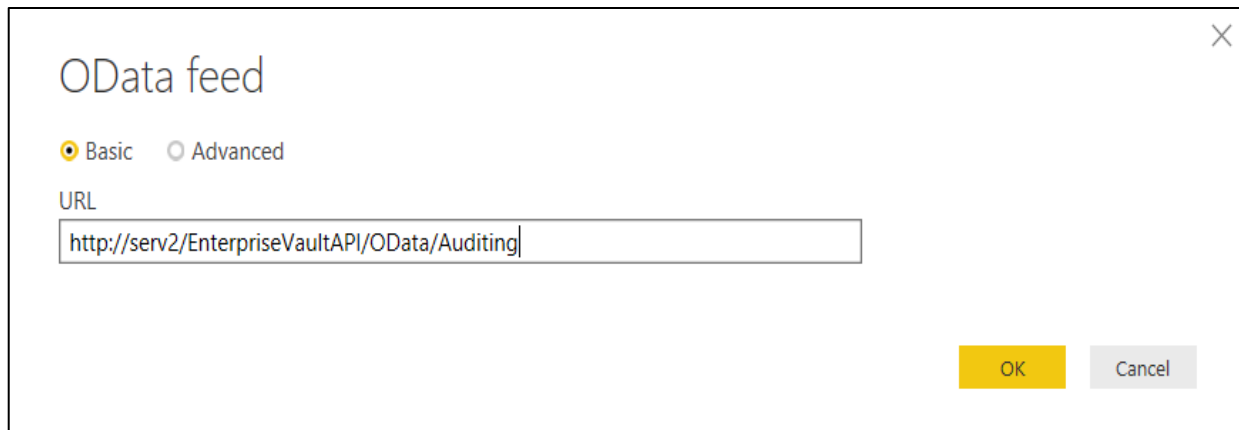 OData feed
Basic Advanced
URL
http://serv2/EnterpriseVaultAPI/OData/Auditing
OK Cancel